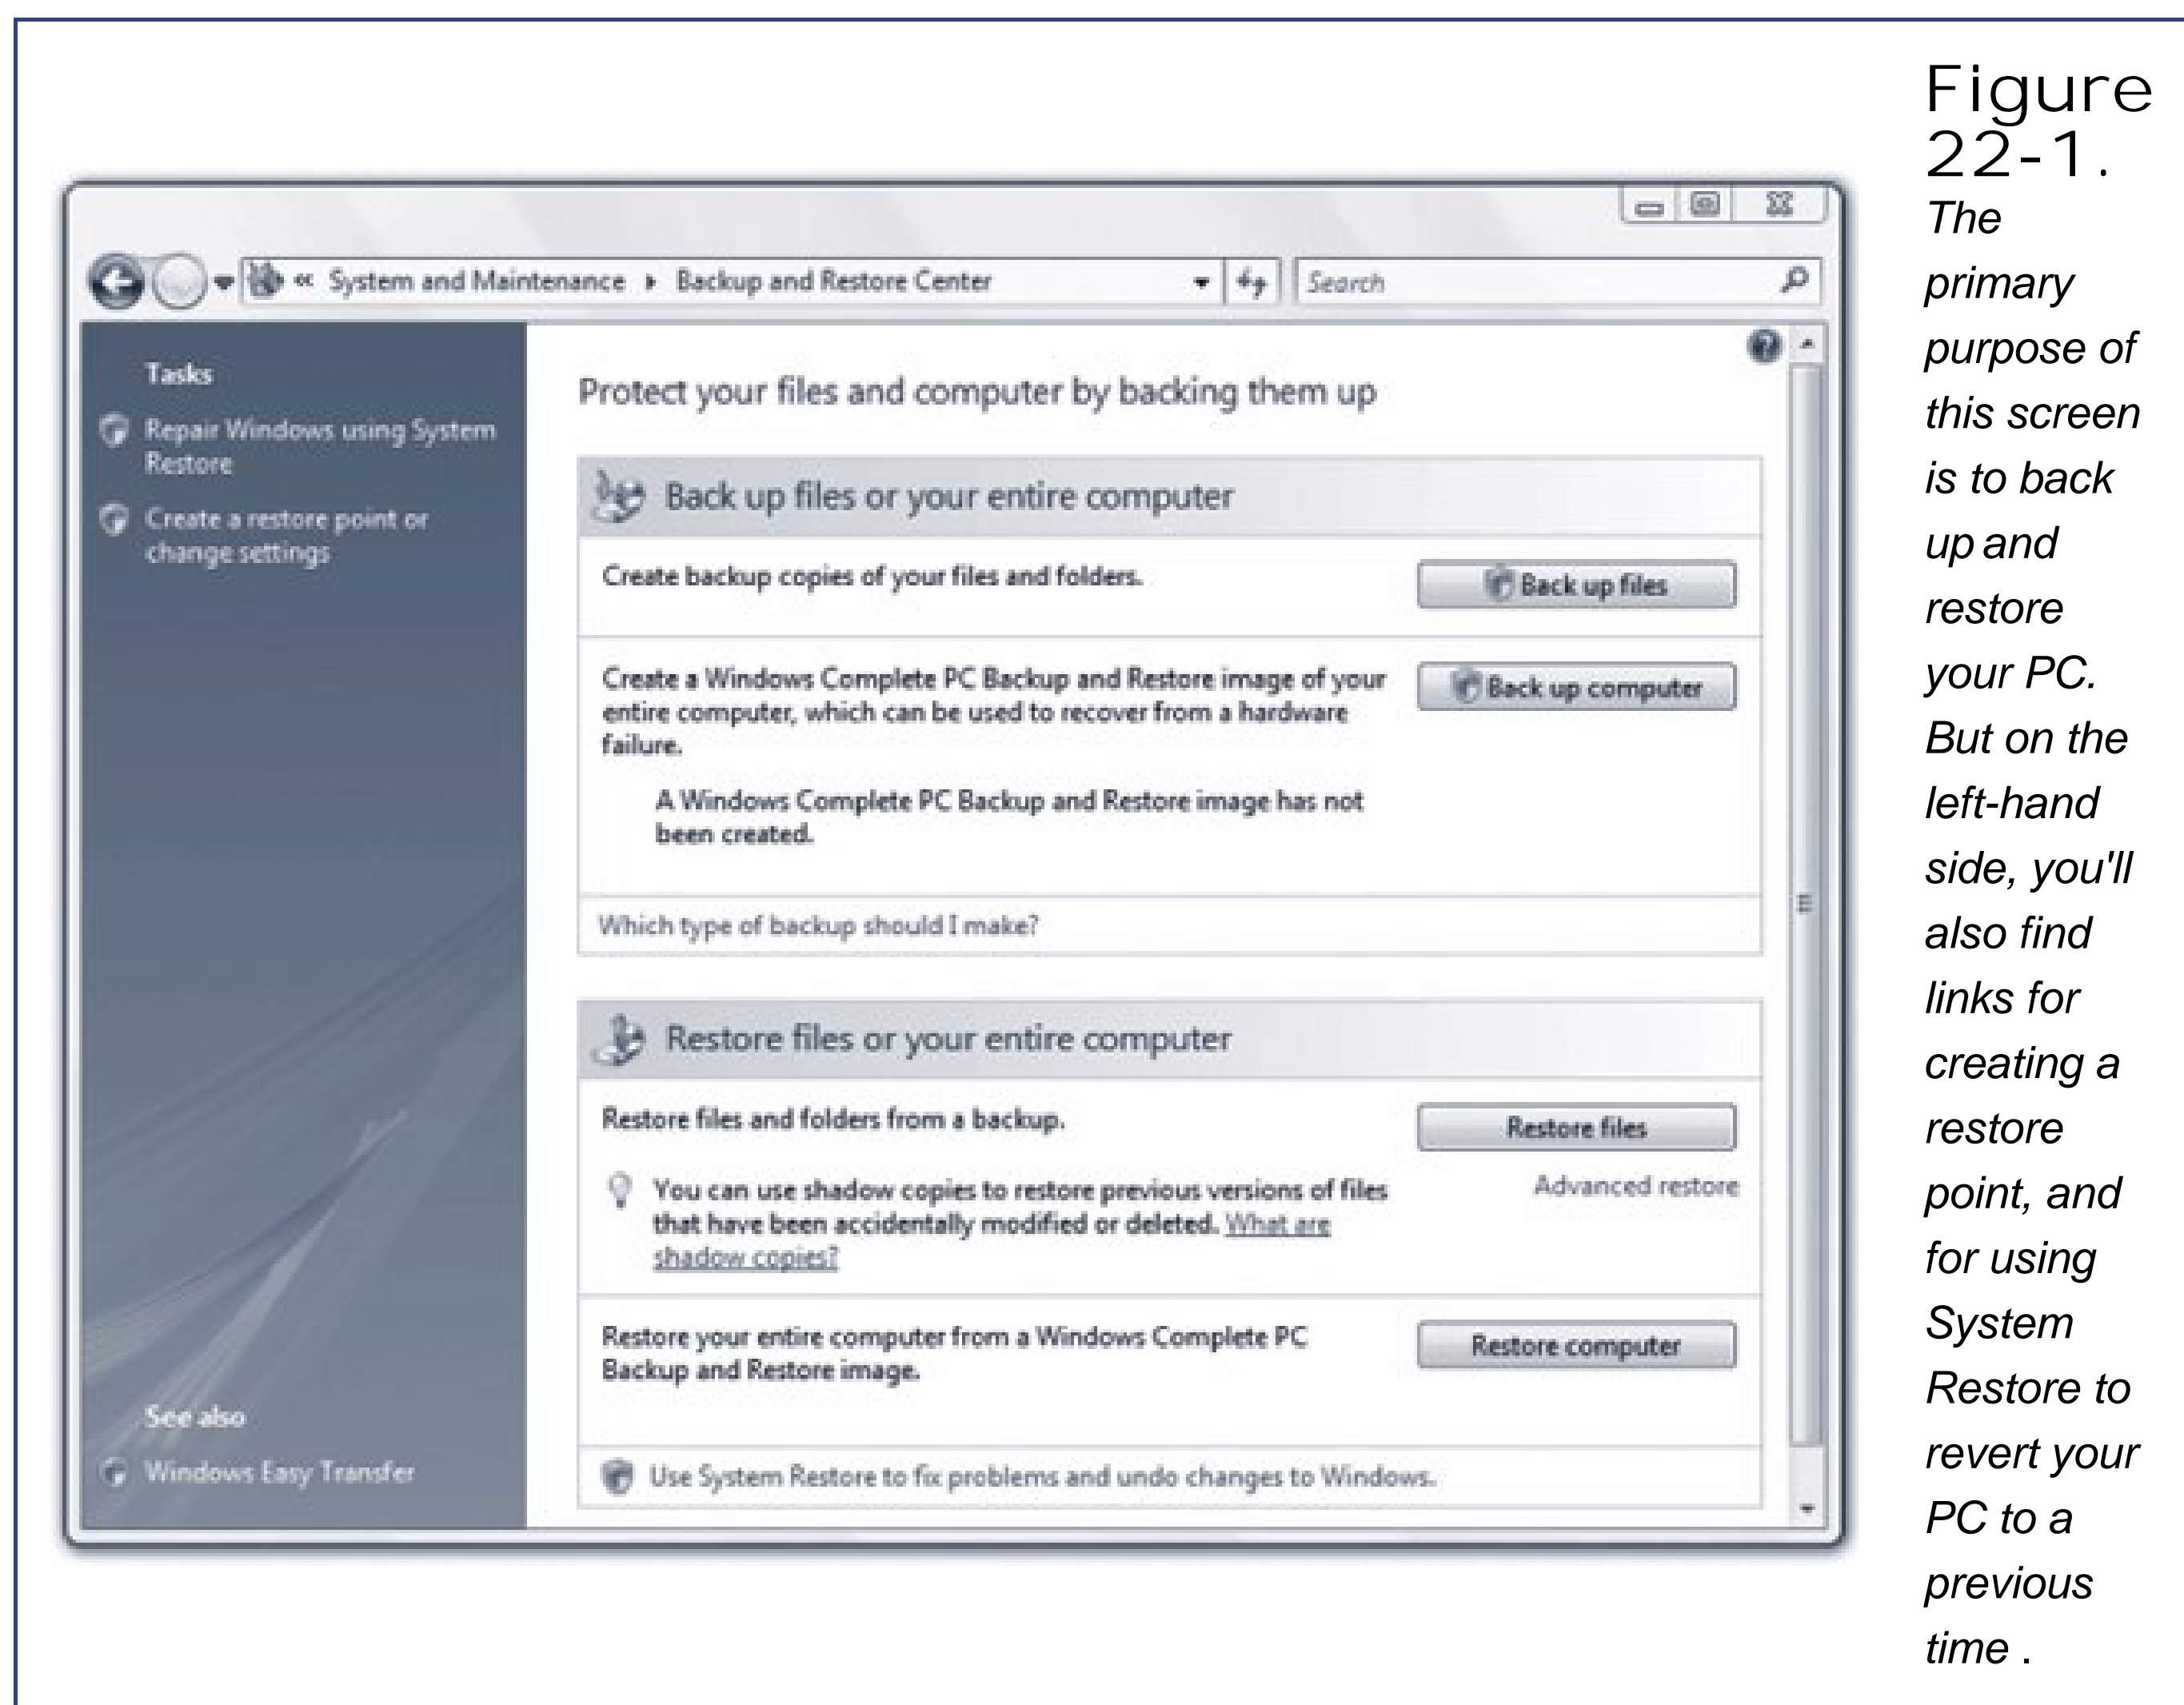 System and Maintenance Backup and Restore Center
Search
Tasks
Repair Windows using System
Restore
Create a restore point or
change settings
See also
Windows Easy Transfer
Protect your files and computer by backing them up
Back up files or your entire computer
Create backup copies of your files and folders.
Back up files
Create a Windows Complete PC Backup and Restore image of your
entire computer, which can be used to recover from a hardware
failure.
Back up computer
A Windows Complete PC Backup and Restore image has not
been created.
Which type of backup should I make?
Restore files or your entire computer
Restore files and folders from a backup.
Restore files
You can use shadow copies to restore previous versions of files
that have been accidentally modified or deleted. What are
shadow copies?
Advanced restore
Restore your entire computer from a Windows Complete PC
Backup and Restore image.
Restore computer
Use System Restore to fix problems and undo changes to Windows.
Figure
22-1.
The
primary
purpose of
this screen
is to back
up and
restore
your PC.
But on the
left-hand
side, you'll
also find
links for
creating a
restore
point, and
for using
System
Restore to
revert your
PC to a
previous
time .